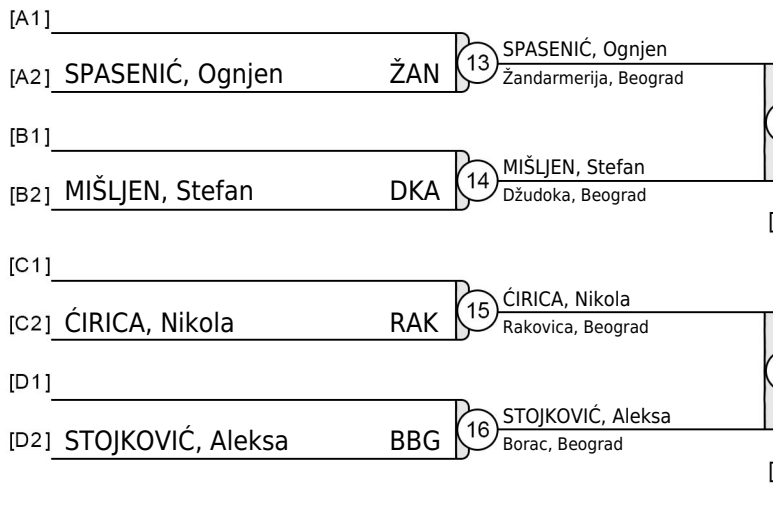 [A1]
[A2] SPASENIĆ, Ognjen ŽAN
13
SPASENIĆ, Ognjen
Žandarmerija, Beograd
[B1]
[B2] MIŠLJEN, Stefan DKA
14
MIŠLJEN, Stefan
Džudoka, Beograd
[C1]
[C2] ĆIRICA, Nikola RAK
15
ĆIRICA, Nikola
Rakovica, Beograd
[D1]
[D2] STOJKOVIĆ, Aleksa BBG
16
STOJKOVIĆ, Aleksa
Borac, Beograd
[
[